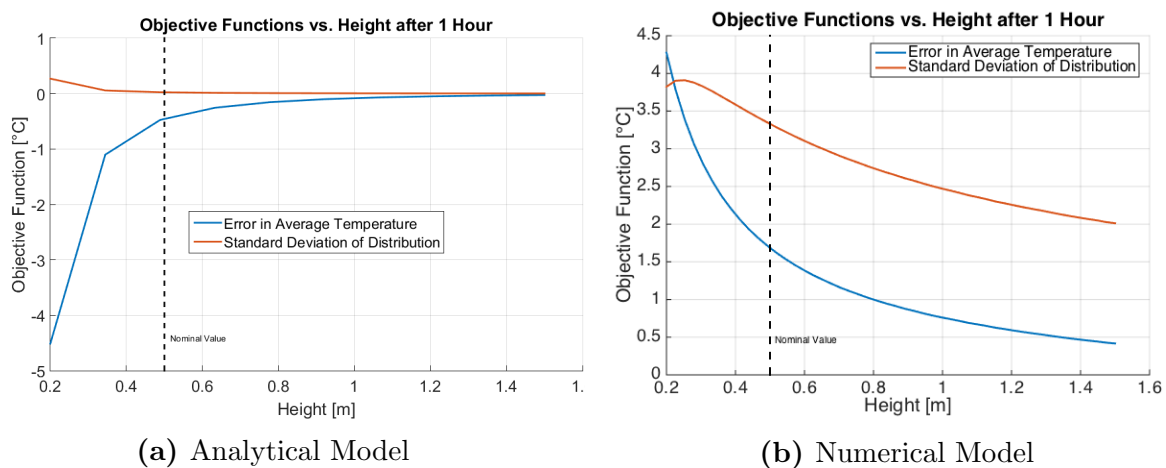 Objective Functions vs. Height after 1 Hour
Objective Function [°C]
1
0
-1
-2
-3
-4
-5
Error in Average Temperature
Standard Deviation of Distribution
Nominal Value
0.2 0.4 0.6 0.8 1 1.2 1.4 1.
Height [m]
(a) Analytical Model
Objective Functions vs. Height after 1 Hour
Objective Function [°C]
4.5
4
3.5
3
2.5
2
1.5
1
0.5
0
Error in Average Temperature
Standard Deviation of Distribution
Nominal Value
0.2 0.4 0.6 0.8 1 1.2 1.4 1.6
Height [m]
(b) Numerical Model